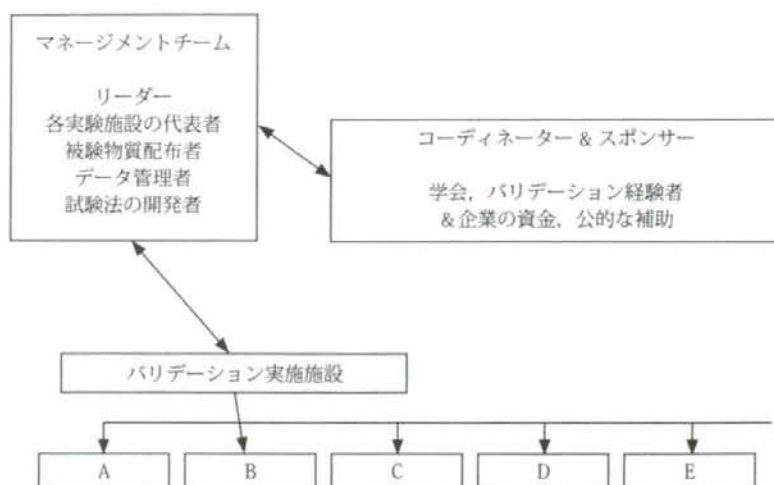 マネージメントチーム
リーダー
各実験施設の代表者
被験物質配布者
データ管理者
試験法の開発者
コーディネーター & スポンサー
学会，バリデーション経験者
&企業の資金，公的な補助
バリデーション実施施設
A
B
C
D
E